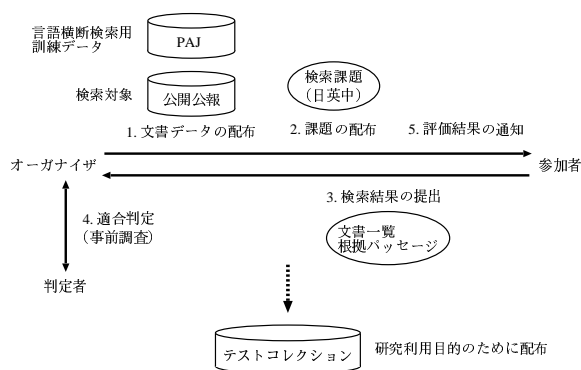 言語横断検索用
訓練データ
PAJ
検索対象
公開公報
検索課題
（日英中）
1. 文書データの配布
2. 課題の配布
5. 評価結果の通知
オーガナイザ
参加者
3. 検索結果の提出
4. 適合判定
（事前調査）
文書一覧
根拠パッセージ
判定者
テストコレクション
研究利用目的のために配布